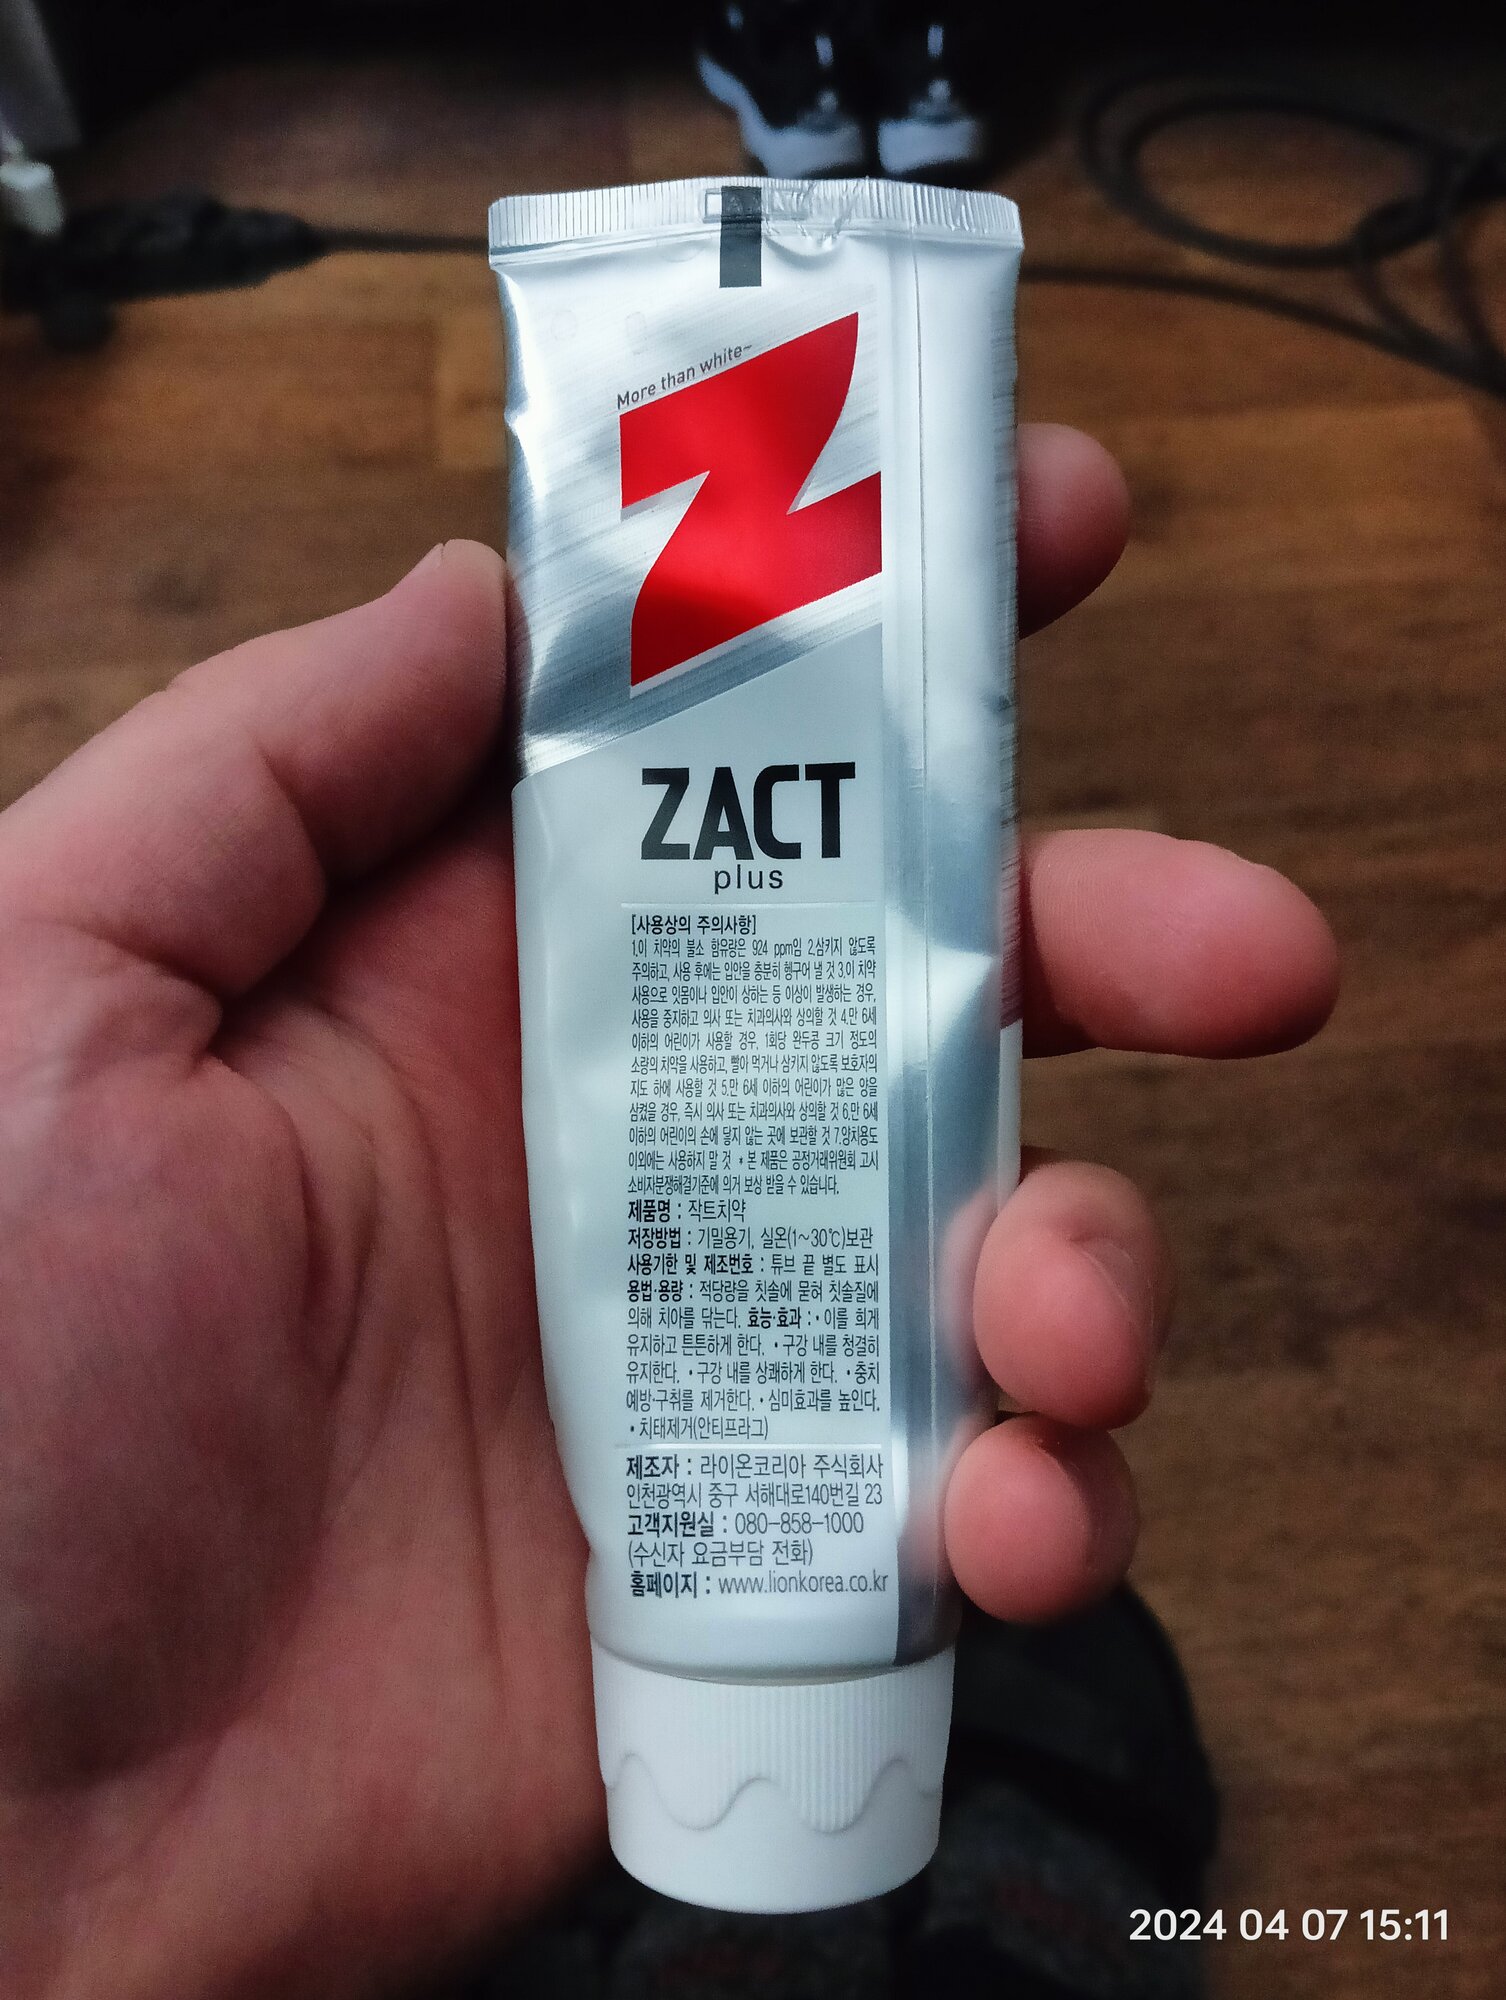 More than white~
ZACT
plus
[사용상의 주의사항]
1.이 치약의 불소 함유량은 924 ppm임 2.삼키지 않도록
주의하고, 사용 후에는 입안을 충분히 헹구어 낼 것 3.이 치약
사용으로 잇몸이나 입안이 상하는 등 이상이 발생하는 경우,
사용을 중지하고 의사 또는 치과의사와 상의할 것 4.만 6세
이하의 어린이가 사용할 경우, 1회당 완두콩 크기 정도의
소량의 치약을 사용하고, 빨아 먹거나 삼키지 않도록 보호자의
지도 하에 사용할 것 5.만 6세 이하의 어린이가 많은 양을
삼켰을 경우, 즉시 의사 또는 치과의사와 상의할 것 6.만 6세
이하의 어린이의 손에 닿지 않는 곳에 보관할 것 7.양치용도
이외에는 사용하지 말 것 * 본 제품은 공정거래위원회 고시
소비자분쟁해결기준에 의거 보상 받을 수 있습니다.
제품명 : 작트치약
저장방법 : 기밀용기, 실온(1~30℃)보관
사용기한 및 제조번호 : 튜브 끝 별도 표시
용법·용량 : 적당량을 칫솔에 묻혀 칫솔질에
의해 치아를 닦는다. 효능·효과 : • 이를 희게
유지하고 튼튼하게 한다. • 구강 내를 청결히
유지한다. • 구강 내를 상쾌하게 한다. • 충치
예방·구취를 제거한다. • 심미효과를 높인다.
• 치태제거(안티프라그)
제조자 : 라이온코리아 주식회사
인천광역시 중구 서해대로140번길 23
고객지원실 : 080-858-1000
(수신자 요금부담 전화)
홈페이지 : www.lionkorea.co.kr
2024 04 07 15:11